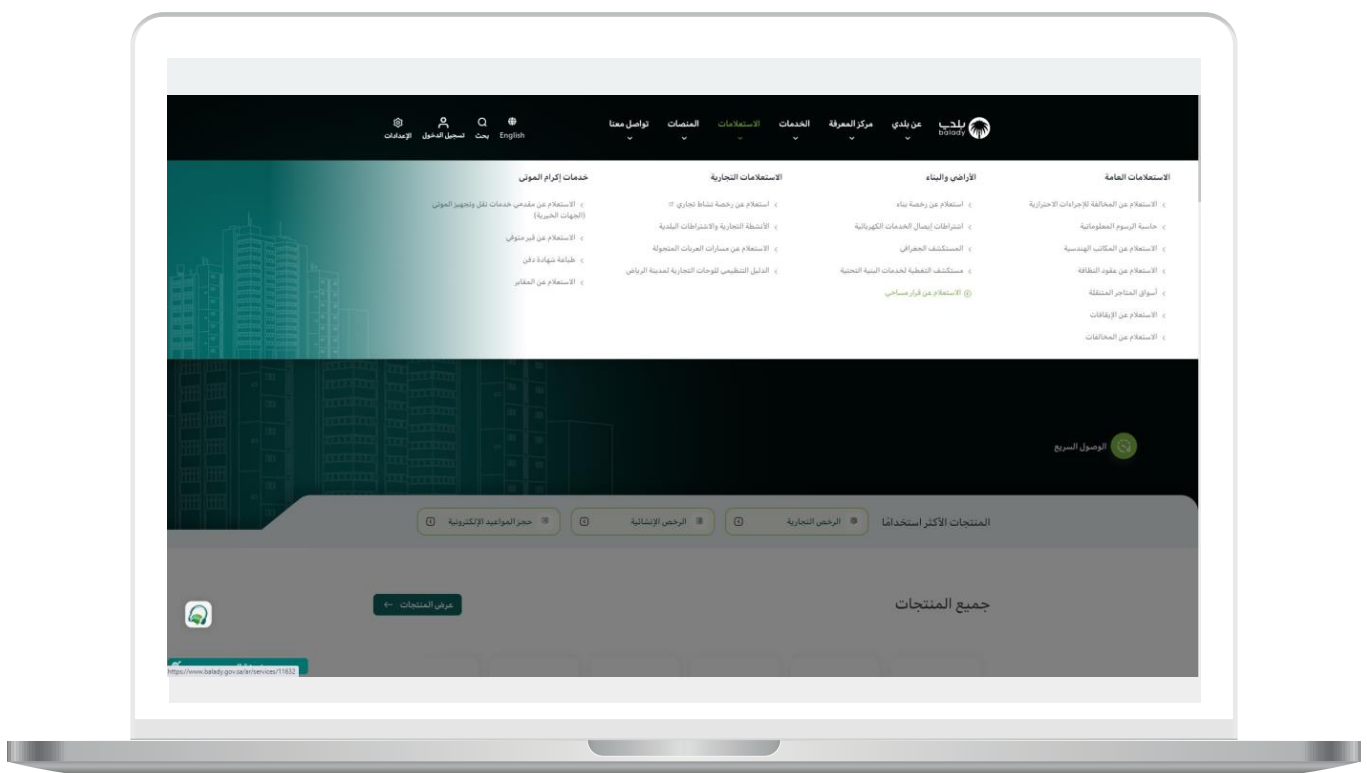 بلدي
balady
عن بلدي
مركز المعرفة
الخدمات
الاستعلامات
المنصات
تواصل معنا
English
بحث
تسجيل الدخول
الإعدادات
الاستعلامات العامة
الاستعلام عن المخالفة للإجراءات الاحترازية
حاسبة الرسوم المعلوماتية
الاستعلام عن المكاتب الهندسية
الاستعلام عن عقود النظافة
أسواق المتاجر المتنقلة
الاستعلام عن الإيقافات
الاستعلام عن المخالفات
الأراضي والبناء
استعلام عن رخصة بناء
اشتراطات إيصال الخدمات الكهربائية
المستكشف الجغرافي
مستكشف التغطية لخدمات البنية التحتية
الاستعلام عن قرار مساحي
الاستعلامات التجارية
استعلام عن رخصة نشاط تجاري
الأنشطة التجارية والاشتراطات البلدية
الاستعلام عن مسارات العربات المتجولة
الدليل التنظيمي للوحات التجارية لمدينة الرياض
خدمات إكرام الموتى
الاستعلام عن مقدمي خدمات نقل وتجهيز الموتى
(الجهات الخيرية)
الاستعلام عن قبر متوفي
طباعة شهادة دفن
الاستعلام عن المقابر
الوصول السريع
المنتجات الأكثر استخدامًا
الرخص التجارية
الرخص الإنشائية
حجز المواعيد الإلكترونية
جميع المنتجات
عرض المنتجات
https://www.balady.gov.sa/ar/services/11632